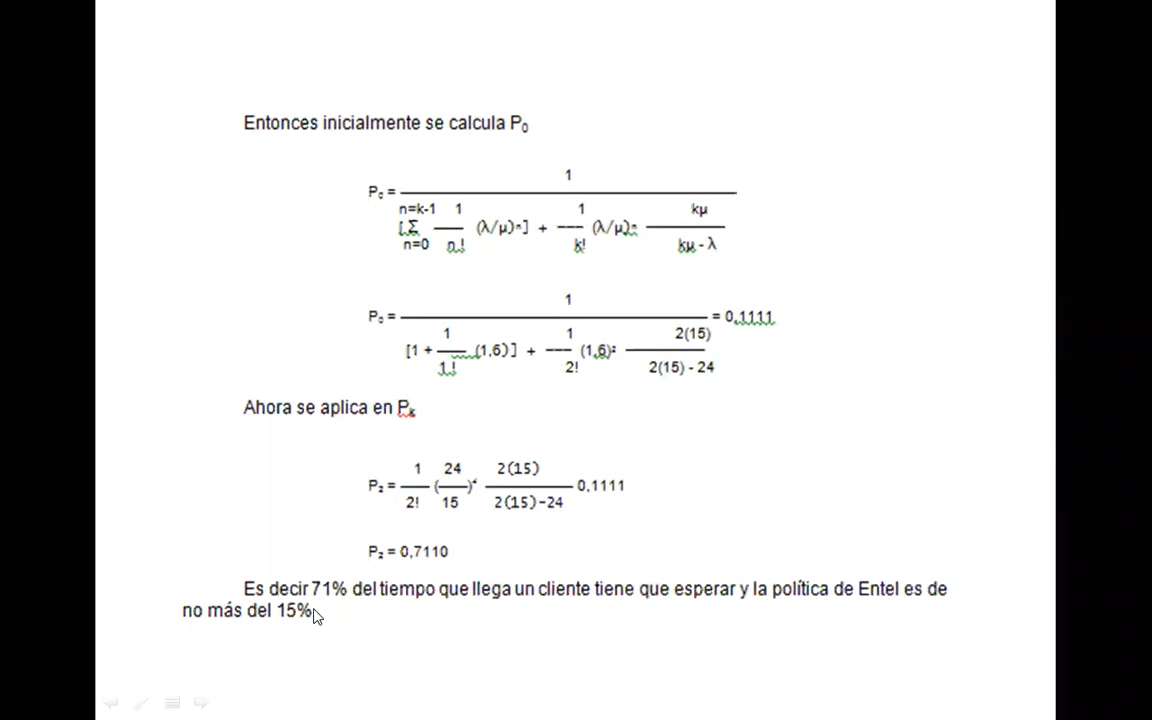 Entonces inicialmente se calcula P₀
1
P₀ =
n=k-1 1 1 kμ
[Σ (λ/μ)ⁿ] + (λ/μ)ⁿ
n=0 n ! k! kμ - λ
1
P₀ = = 0,1111
1 1 2(15)
[1 + (1,6)] + (1,6)²
1 ! 2! 2(15) - 24
Ahora se aplica en Pₖ
1 24 2(15)
P₂ = ( ) 0,1111
2! 15 2(15)-24
P₂ = 0,7110
Es decir 71% del tiempo que llega un cliente tiene que esperar y la política de Entel es de
no más del 15%